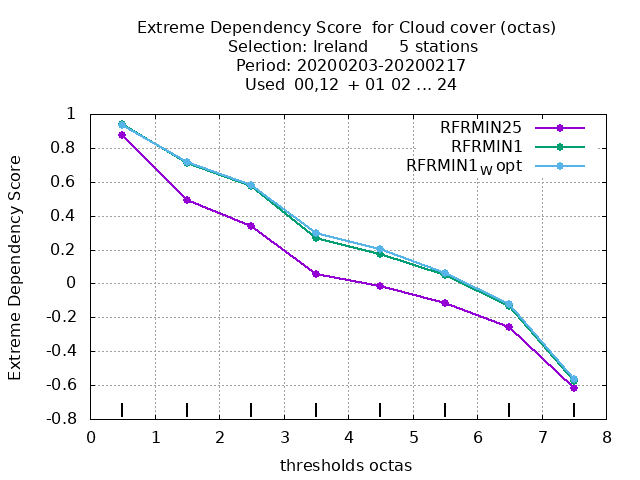 Extreme Dependency Score  for Cloud cover (octas)
Selection: Ireland      5 stations
Period: 20200203-20200217
Used  00,12  + 01 02 ... 24
Extreme Dependency Score
1
0.8
0.6
0.4
0.2
0
-0.2
-0.4
-0.6
-0.8
RFRMIN25
RFRMIN1
RFRMIN1W opt
0 1 2 3 4 5 6 7 8
thresholds octas